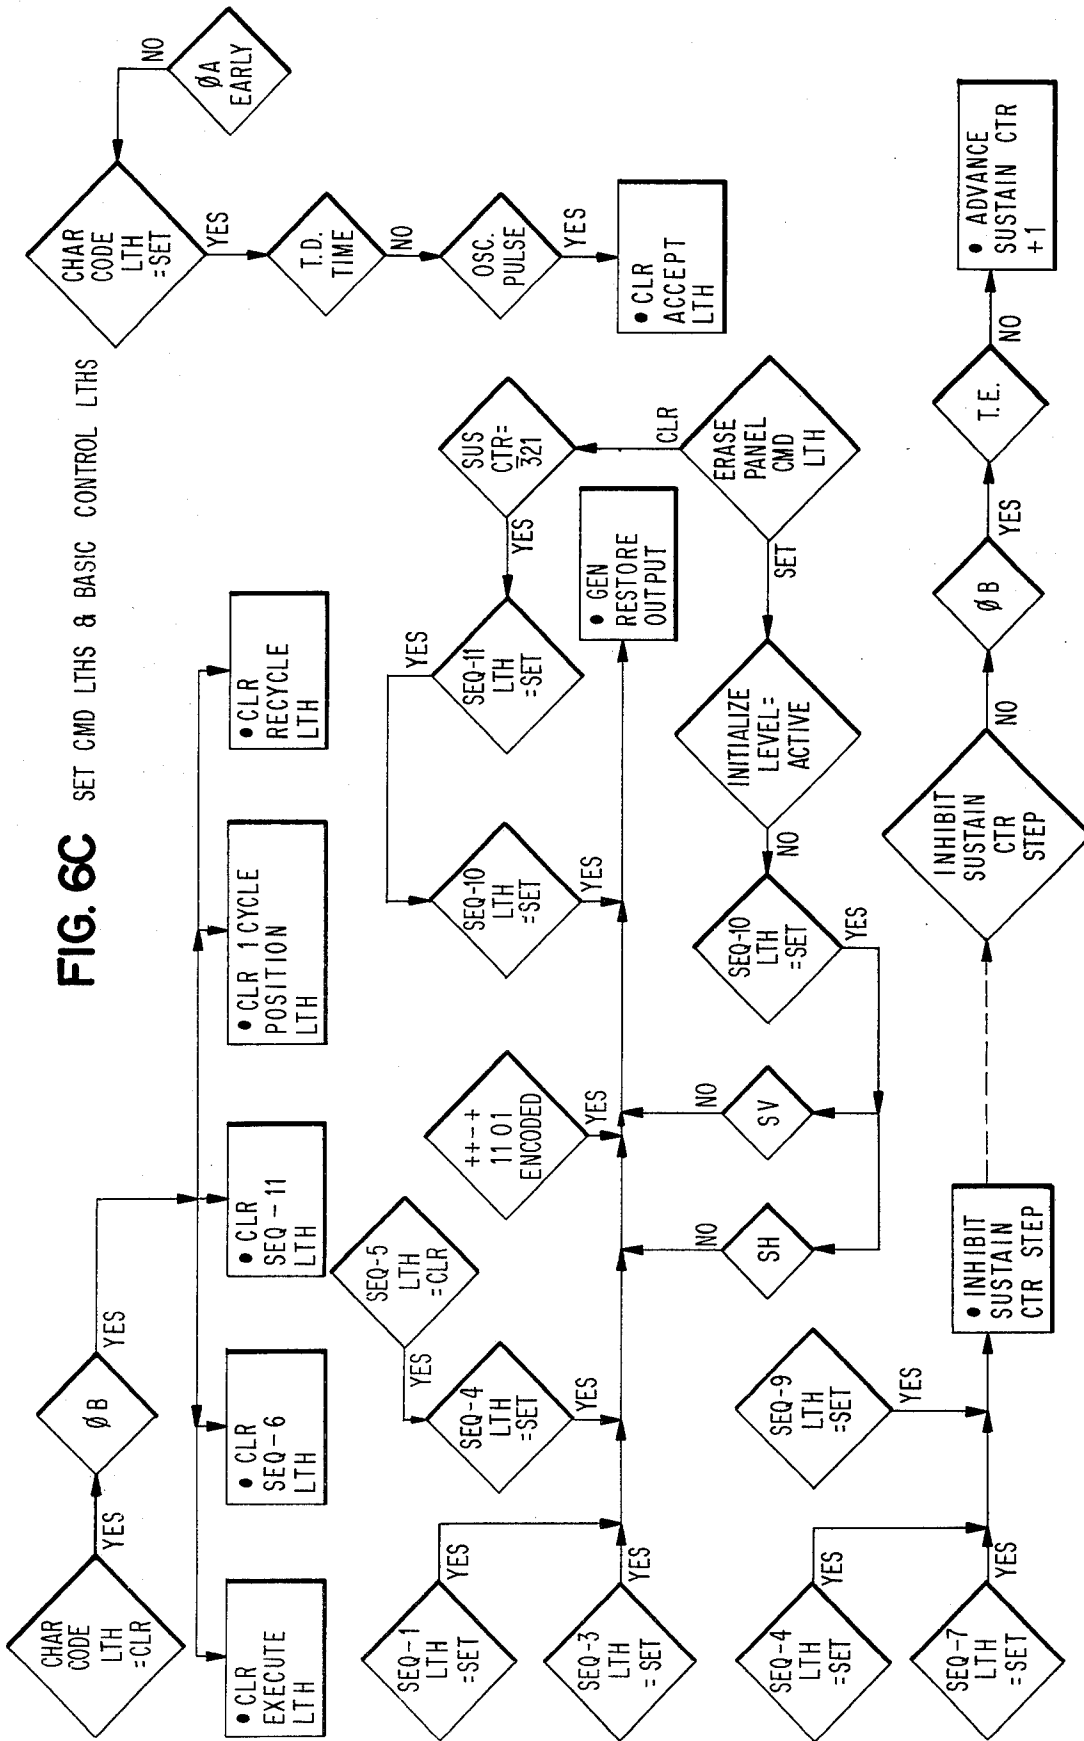 FIG. 6C SET CMD LTHS & BASIC CONTROL LTHS
CHAR
CODE
LTH
=CLR
YES
ØB
YES
• CLR
EXECUTE
LTH
• CLR
SEQ-6
LTH
• CLR
SEQ-11
LTH
• CLR 1 CYCLE
POSITION
LTH
• CLR
RECYCLE
LTH
ØA
EARLY
NO
CHAR
CODE
LTH
=SET
YES
T.D.
TIME
NO
OSC.
PULSE
YES
• CLR
ACCEPT
LTH
SEQ-1
LTH
=SET
YES
SEQ-3
LTH
=SET
YES
SEQ-5
LTH
=CLR
YES
SEQ-4
LTH
=SET
YES
++-+
1101
ENCODED
YES
SEQ-10
LTH
=SET
YES
SEQ-11
LTH
=SET
YES
SUS
CTR=
3̅21
YES
ERASE
PANEL
CMD
LTH
CLR
SET
• GEN
RESTORE
OUTPUT
INITIALIZE
LEVEL=
ACTIVE
NO
SEQ-10
LTH
=SET
YES
SV
NO
SH
NO
SEQ-4
LTH
=SET
YES
SEQ-7
LTH
=SET
YES
SEQ-9
LTH
=SET
YES
• INHIBIT
SUSTAIN
CTR STEP
INHIBIT
SUSTAIN
CTR
STEP
NO
ØB
YES
T.E.
NO
• ADVANCE
SUSTAIN CTR
+1